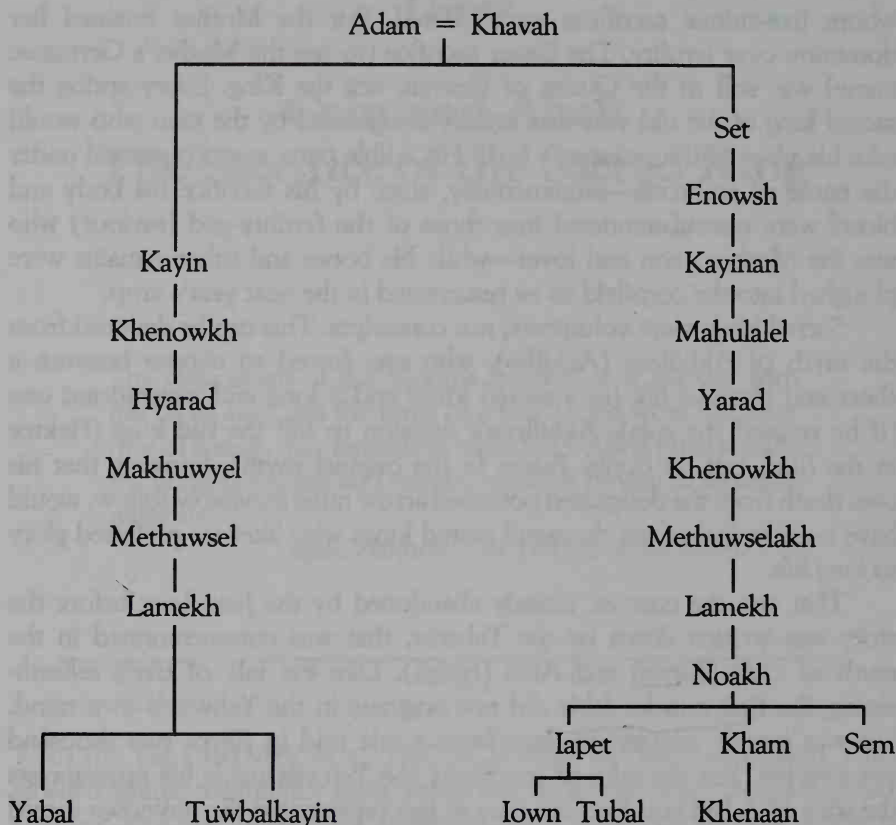 Adam = Khavah
Set
Enowsh
Kayin Kayinan
Khenowkh Mahulalel
Hyarad Yarad
Makhuwyel Khenowkh
Methuwsel Methuwselakh
Lamekh Lamekh
Noakh
Iapet Kham Sem
Yabal Tuwbalkayin Iown Tubal Khenaan